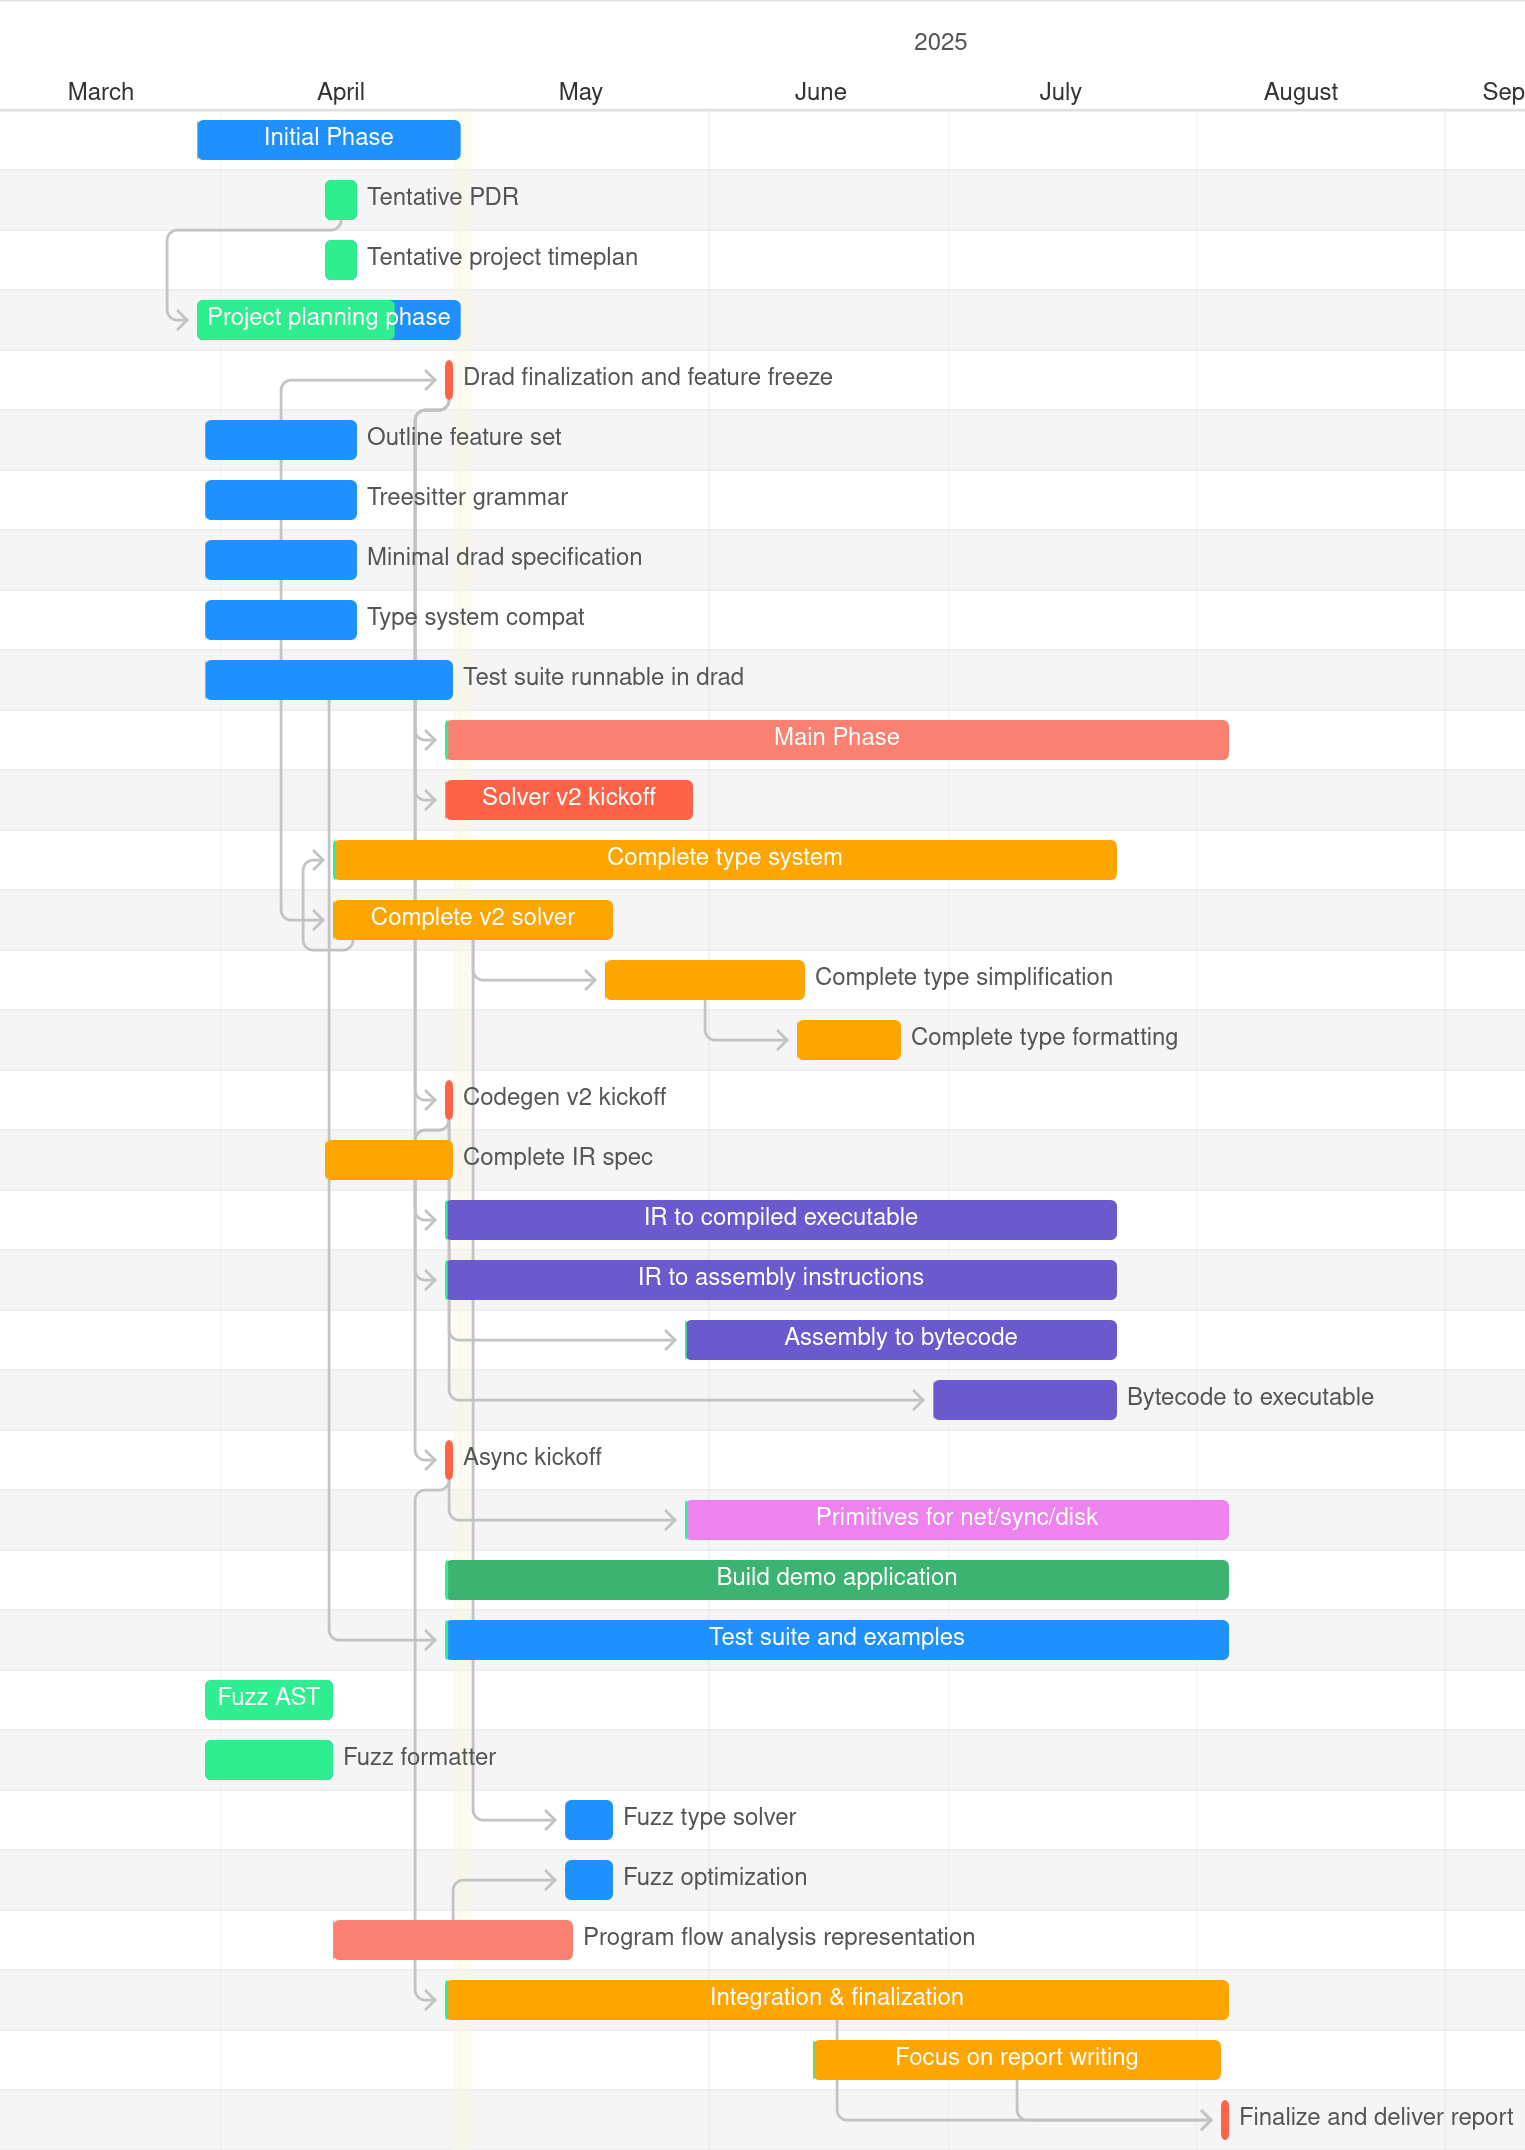 2025
March April May June July August Sep
Initial Phase
Tentative PDR
Tentative project timeplan
Project planning phase
Drad finalization and feature freeze
Outline feature set
Treesitter grammar
Minimal drad specification
Type system compat
Test suite runnable in drad
Main Phase
Solver v2 kickoff
Complete type system
Complete v2 solver
Complete type simplification
Complete type formatting
Codegen v2 kickoff
Complete IR spec
IR to compiled executable
IR to assembly instructions
Assembly to bytecode
Bytecode to executable
Async kickoff
Primitives for net/sync/disk
Build demo application
Test suite and examples
Fuzz AST
Fuzz formatter
Fuzz type solver
Fuzz optimization
Program flow analysis representation
Integration & finalization
Focus on report writing
Finalize and deliver report